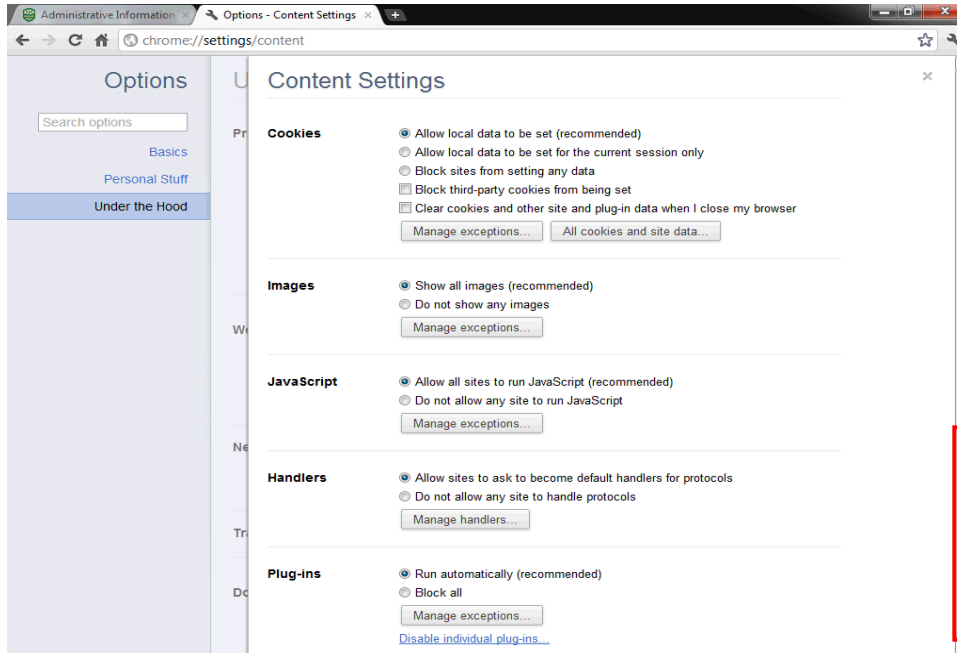 Administrative Information
Options - Content Settings
chrome://settings/content
Options
Search options
Basics
Personal Stuff
Under the Hood
U
Pr
We
Ne
Tra
Do
Content Settings
Cookies
Allow local data to be set (recommended)
Allow local data to be set for the current session only
Block sites from setting any data
Block third-party cookies from being set
Clear cookies and other site and plug-in data when I close my browser
Manage exceptions... All cookies and site data...
Images
Show all images (recommended)
Do not show any images
Manage exceptions...
JavaScript
Allow all sites to run JavaScript (recommended)
Do not allow any site to run JavaScript
Manage exceptions...
Handlers
Allow sites to ask to become default handlers for protocols
Do not allow any site to handle protocols
Manage handlers...
Plug-ins
Run automatically (recommended)
Block all
Manage exceptions...
Disable individual plug-ins...